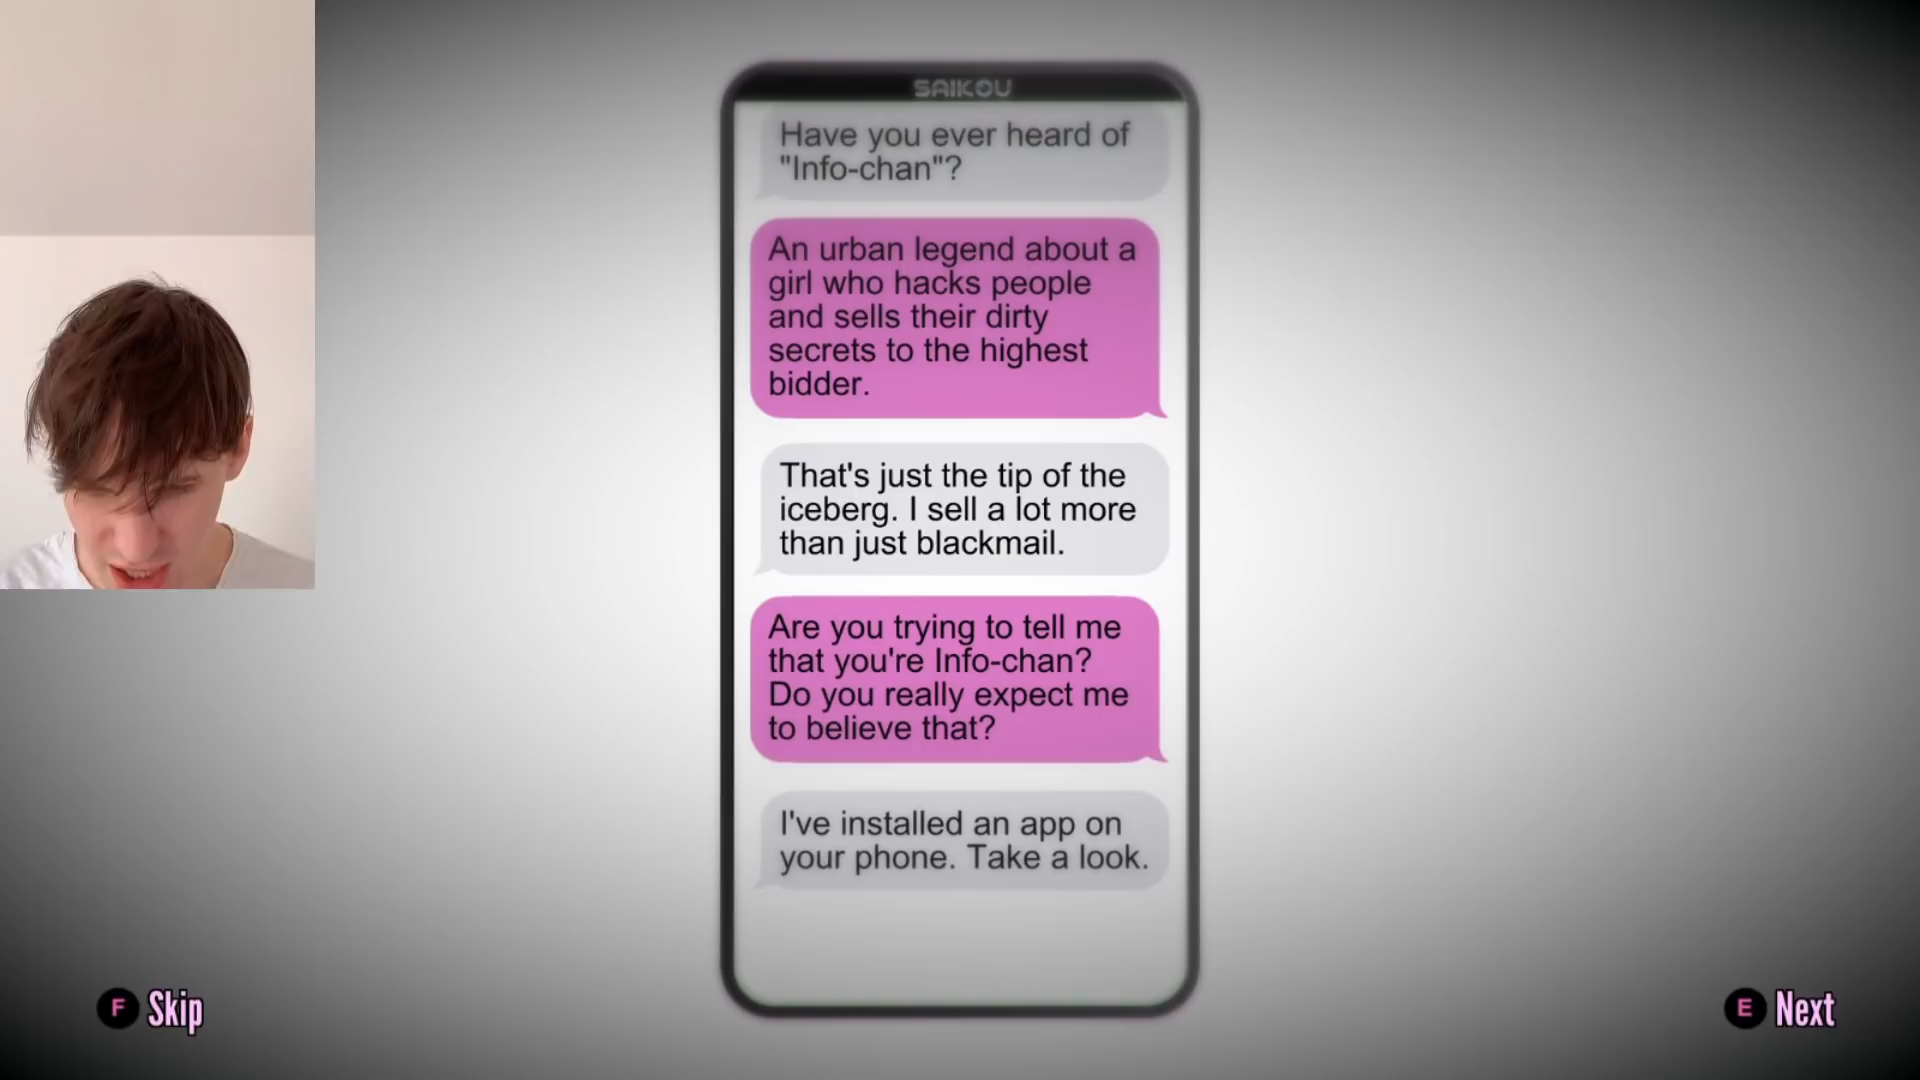 SAIKOU
Have you ever heard of
"Info-chan"?
An urban legend about a
girl who hacks people
and sells their dirty
secrets to the highest
bidder.
That's just the tip of the
iceberg. I sell a lot more
than just blackmail.
Are you trying to tell me
that you're Info-chan?
Do you really expect me
to believe that?
I've installed an app on
your phone. Take a look.
F Skip
E Next